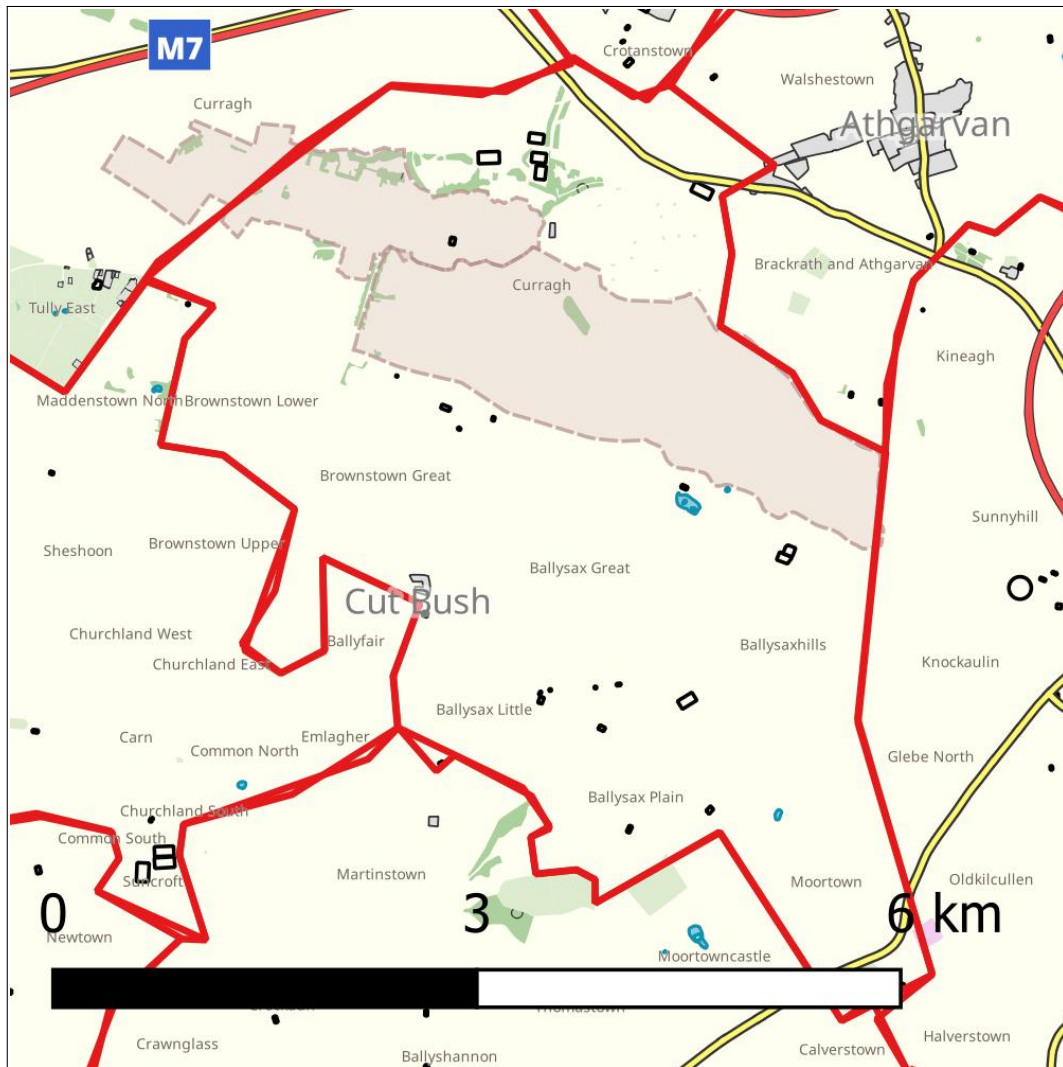 M7
Crotanstown
Walshestown
Curragh
Athgarvan
Brackrath and Athgarvan
Curragh
Tully East
Kineagh
Maddenstown North
Brownstown Lower
Brownstown Great
Sunnyhill
Brownstown Upper
Sheshoon
Ballysax Great
Cut Bush
Churchland West
Ballyfair
Ballysaxhills
Churchland East
Knockaulin
Ballysax Little
Carn
Emlagher
Common North
Glebe North
Ballysax Plain
Churchland South
Common South
Martinstown
Suncroft
Moortown
Oldkilcullen
0 3 6 km
Newtown
Moortowncastle
Halverstown
Crawnglass
Calverstown
Ballyshannon